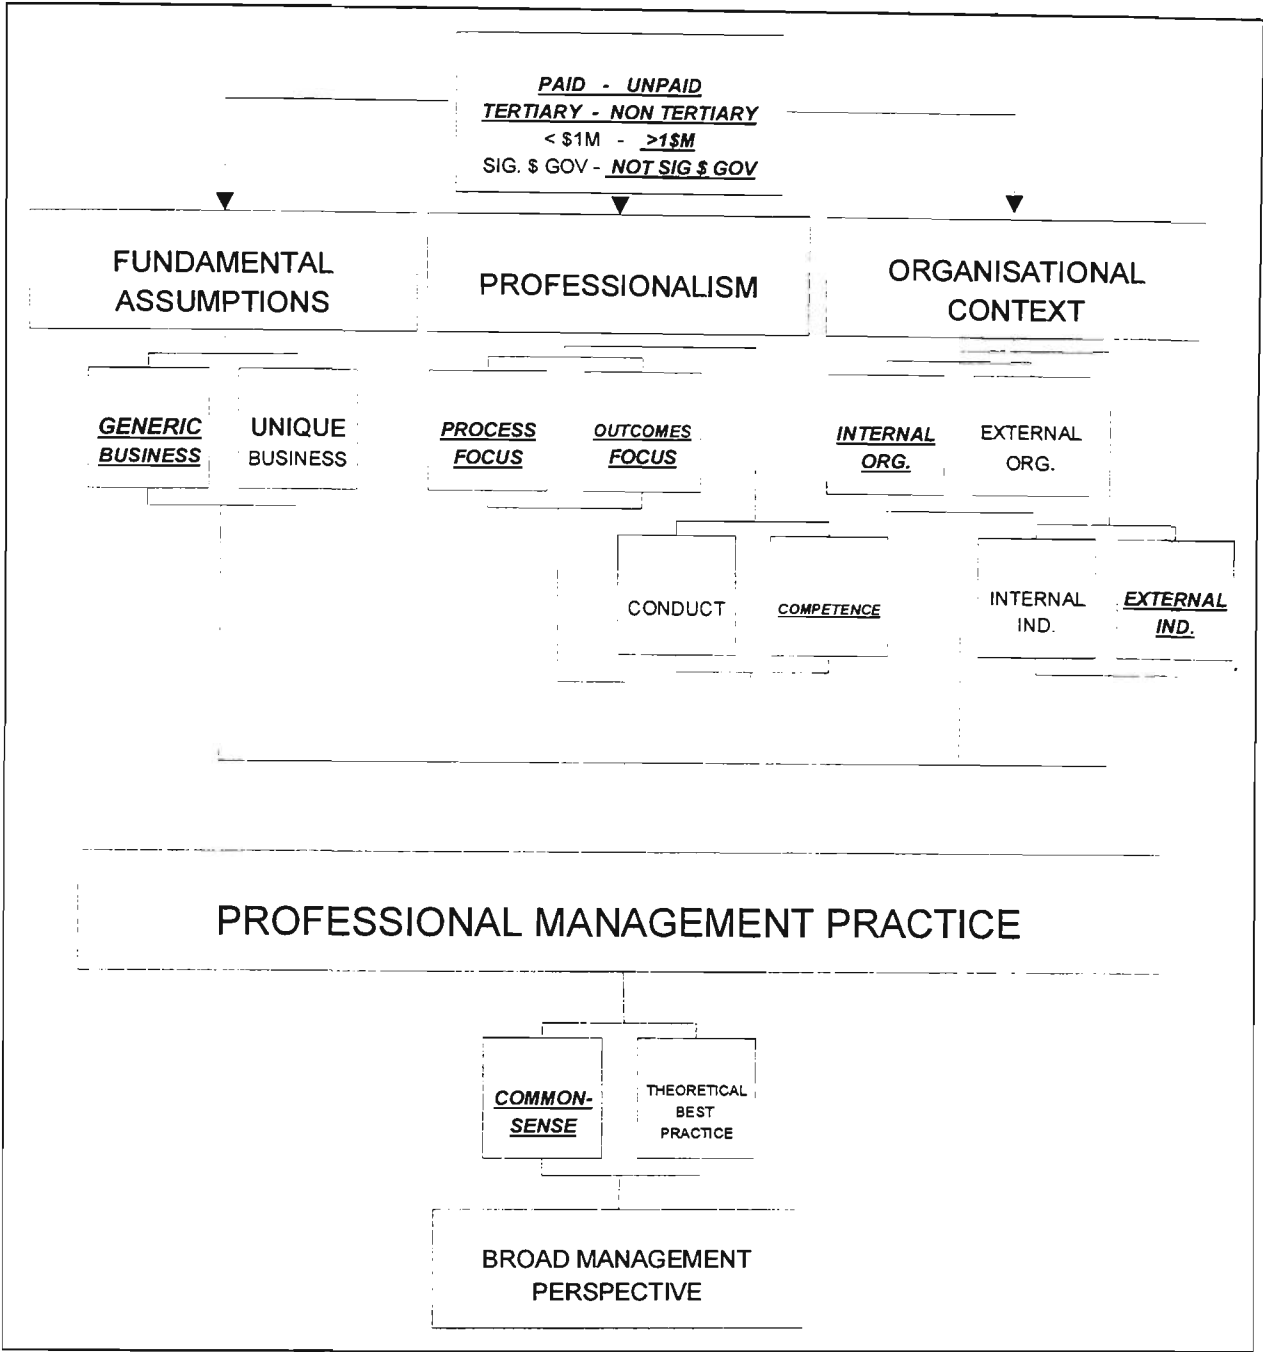 PAID - UNPAID
TERTIARY - NON TERTIARY
< $1M - >1$M
SIG. $ GOV - NOT SIG $ GOV
FUNDAMENTAL
ASSUMPTIONS
PROFESSIONALISM
ORGANISATIONAL
CONTEXT
GENERIC
BUSINESS
UNIQUE
BUSINESS
PROCESS
FOCUS
OUTCOMES
FOCUS
INTERNAL
ORG.
EXTERNAL
ORG.
CONDUCT
COMPETENCE
INTERNAL
IND.
EXTERNAL
IND.
PROFESSIONAL MANAGEMENT PRACTICE
COMMON-
SENSE
THEORETICAL
BEST
PRACTICE
BROAD MANAGEMENT
PERSPECTIVE